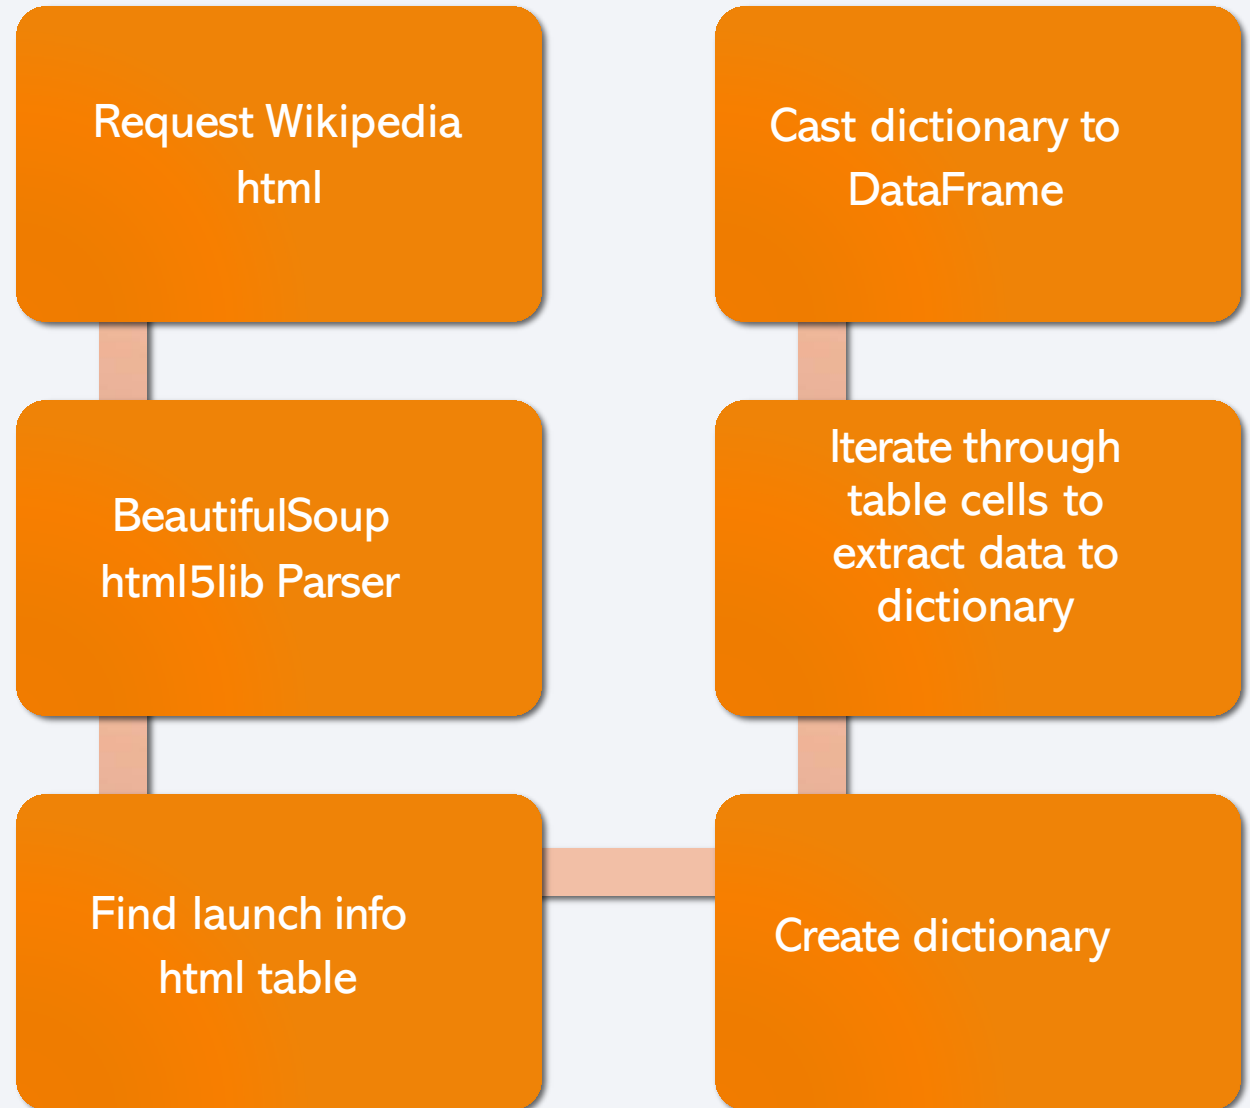 Request Wikipedia
html
BeautifulSoup
html5lib Parser
Find launch info
html table
Create dictionary
Iterate through
table cells to
extract data to
dictionary
Cast dictionary to
DataFrame